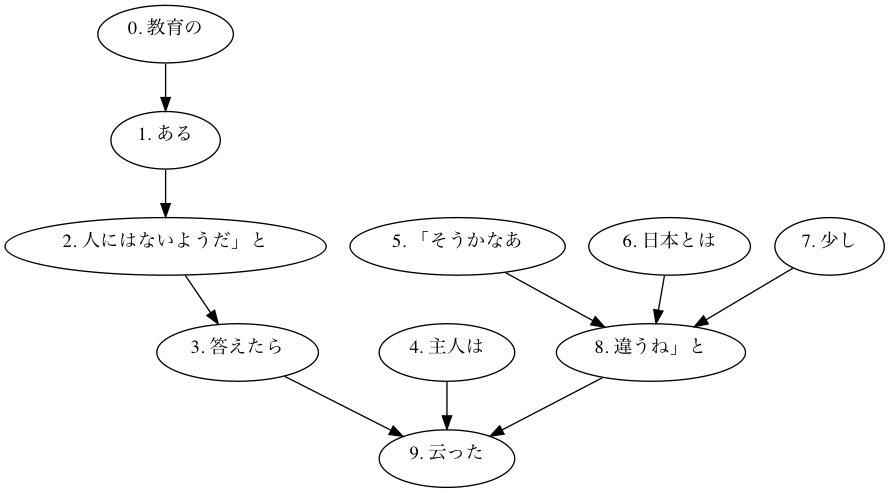 0. 教育の
1. ある
2. 人にはないようだ」と
5. 「そうかなあ
6. 日本とは
7. 少し
3. 答えたら
4. 主人は
8. 違うね」と
9. 云った